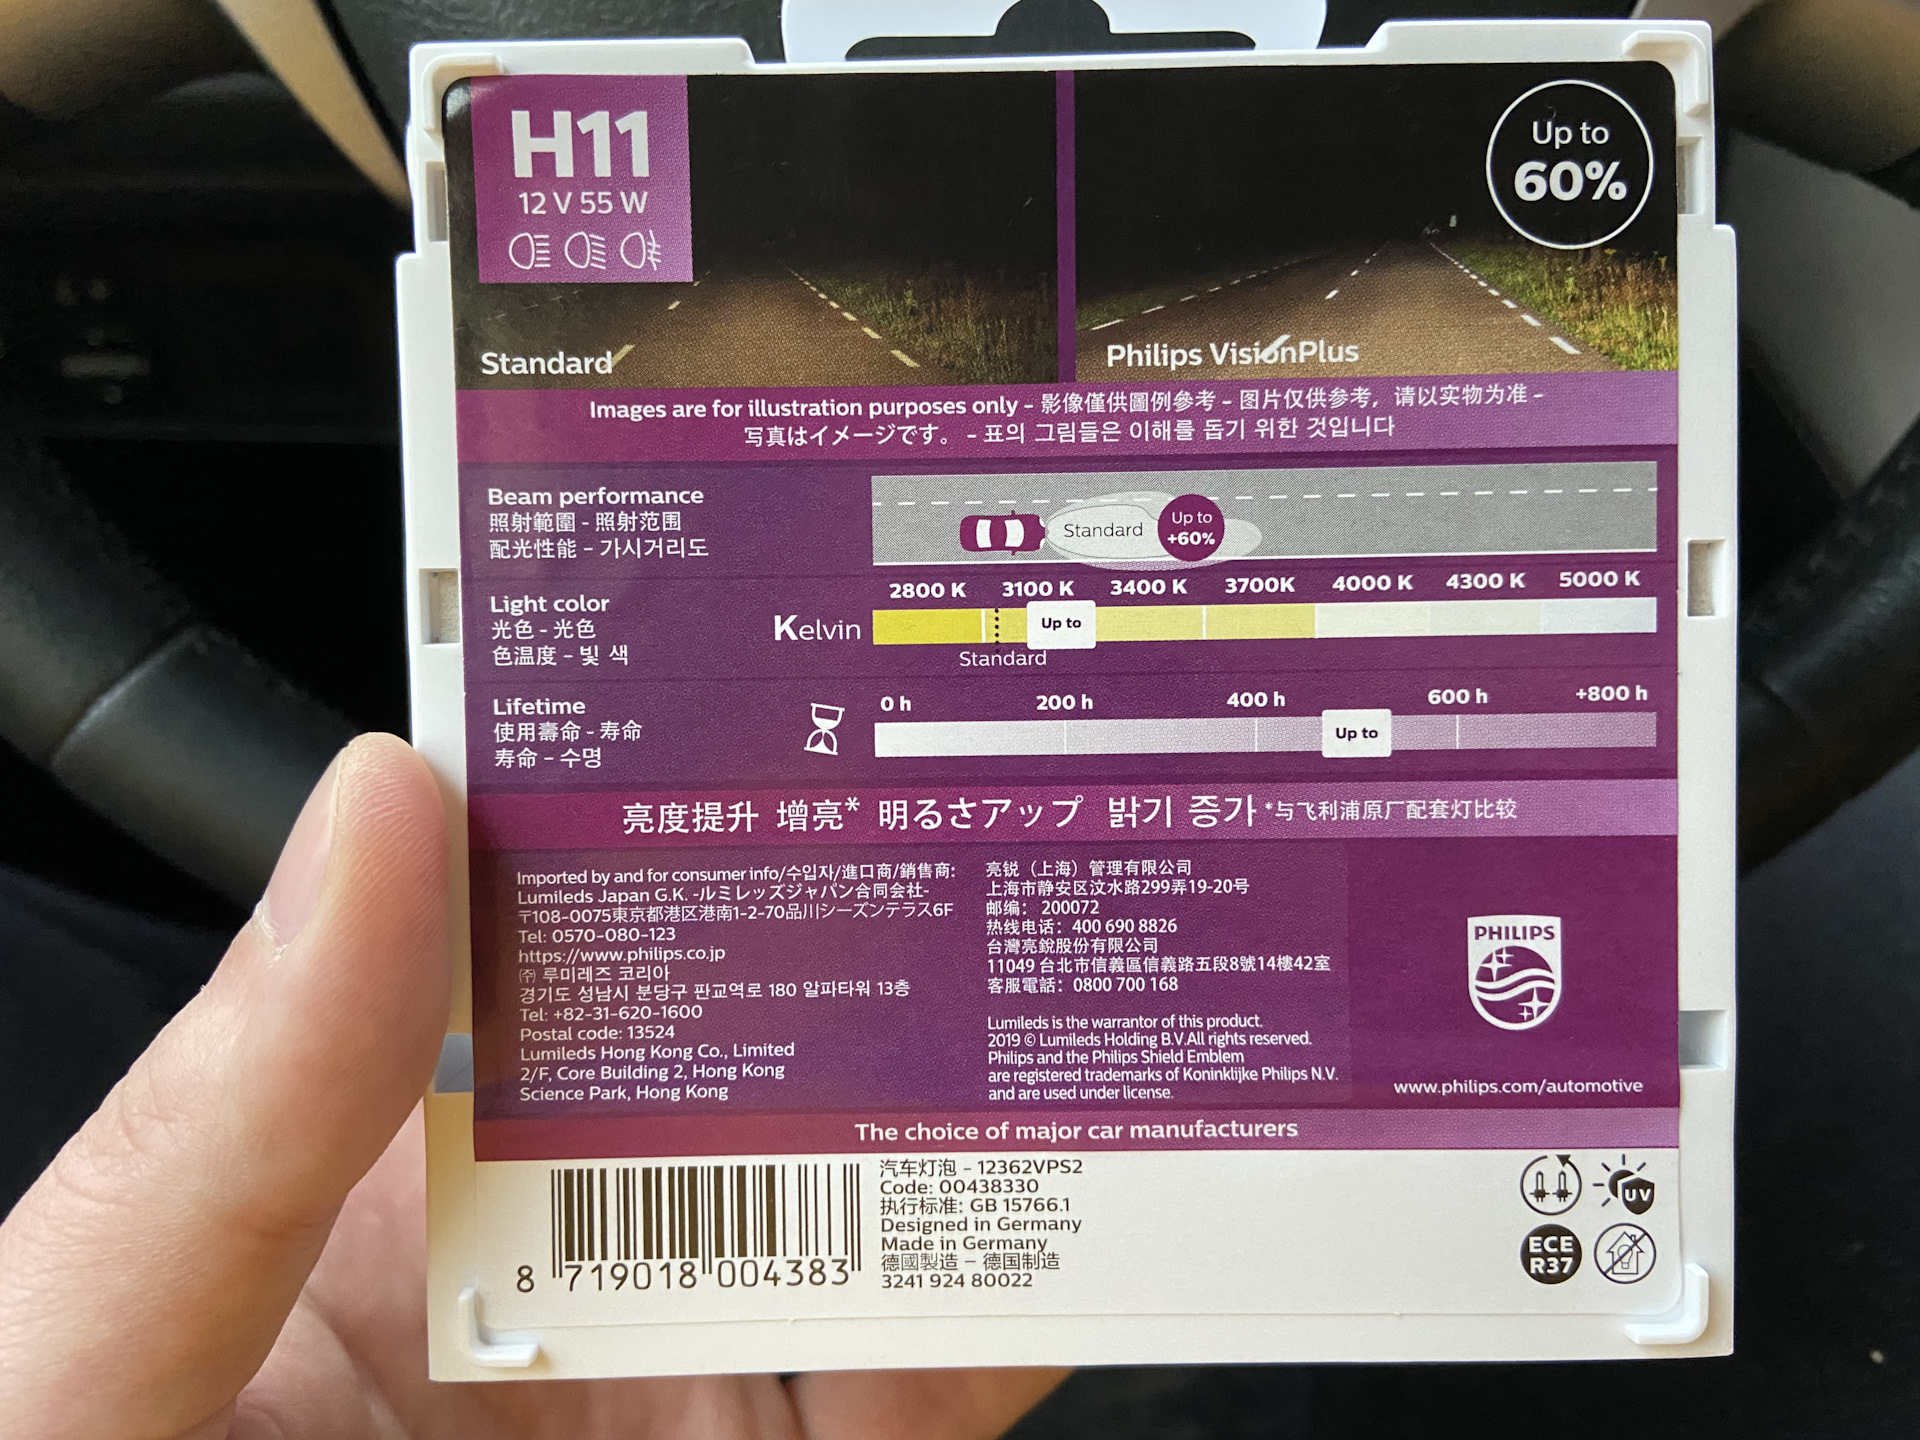 H11
12 V 55 W
Up to
60%
Standard
Philips VisionPlus
Images are for illustration purposes only - 影像僅供圖例參考 - 图片仅供参考，请以实物为准 -
写真はイメージです。 - 표의 그림들은 이해를 돕기 위한 것입니다
Beam performance
照射範圍 - 照射范围
配光性能 - 가시거리도
Standard
Up to
+60%
Light color
光色 - 光色
色温度 - 빛 색
Kelvin
2800 K 3100 K 3400 K 3700K 4000 K 4300 K 5000 K
Up to
Standard
Lifetime
使用壽命 - 寿命
寿命 - 수명
0 h 200 h 400 h 600 h +800 h
Up to
亮度提升 增亮* 明るさアップ 밝기 증가 *与飞利浦原厂配套灯比较
Imported by and for consumer info/수입자/進口商/銷售商:
Lumileds Japan G.K. -ルミレッズジャパン合同会社-
〒108-0075東京都港区港南1-2-70品川シーズンテラス6F
Tel: 0570-080-123
https://www.philips.co.jp
㈜ 루미레즈 코리아
경기도 성남시 분당구 판교역로 180 알파타워 13층
Tel: +82-31-620-1600
Postal code: 13524
Lumileds Hong Kong Co., Limited
2/F, Core Building 2, Hong Kong
Science Park, Hong Kong
亮锐（上海）管理有限公司
上海市静安区汶水路299弄19-20号
邮编： 200072
热线电话： 400 690 8826
台灣亮銳股份有限公司
11049 台北市信義區信義路五段8號14樓42室
客服電話： 0800 700 168
Lumileds is the warrantor of this product.
2019 © Lumileds Holding B.V.All rights reserved.
Philips and the Philips Shield Emblem
are registered trademarks of Koninklijke Philips N.V.
and are used under license.
PHILIPS
www.philips.com/automotive
The choice of major car manufacturers
8 719018 004383
汽车灯泡 - 12362VPS2
Code: 00438330
执行标准: GB 15766.1
Designed in Germany
Made in Germany
德國製造 - 德国制造
3241 924 80022
UV
ECE
R37